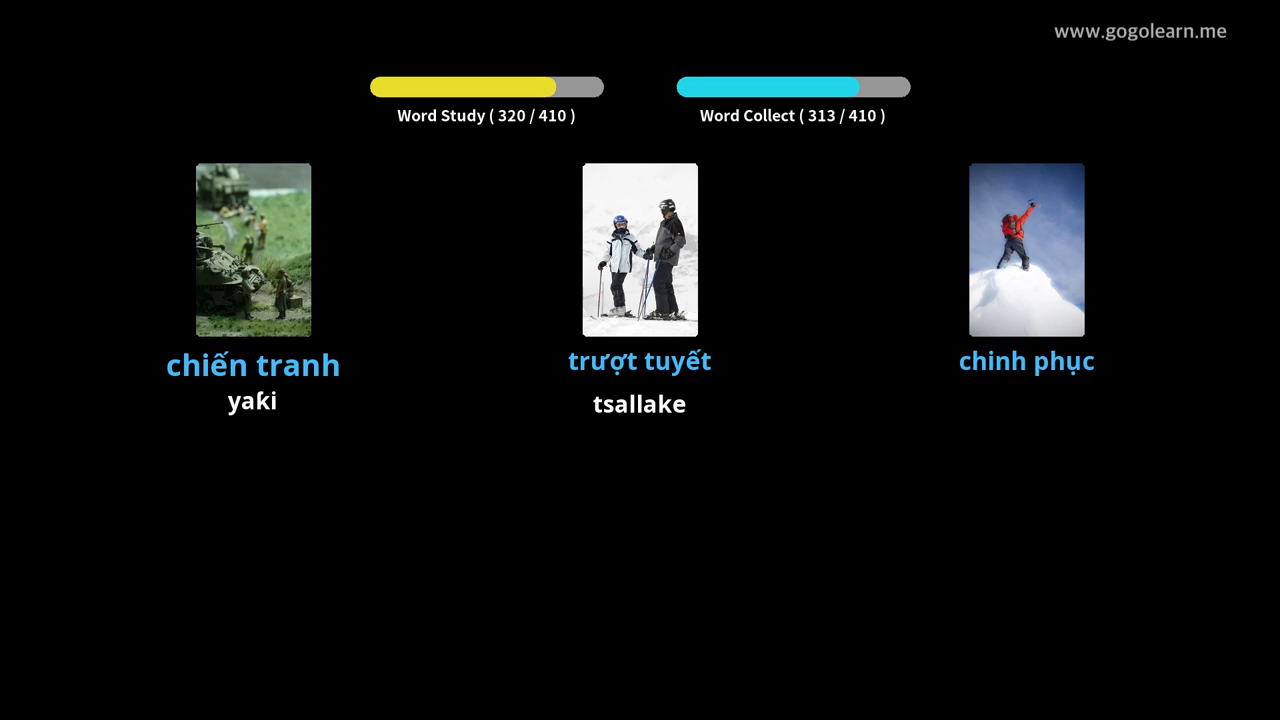 www.gogolearn.me
Word Study ( 320 / 410 )
Word Collect ( 313 / 410 )
chiến tranh
yaƙi
trượt tuyết
tsallake
chinh phục